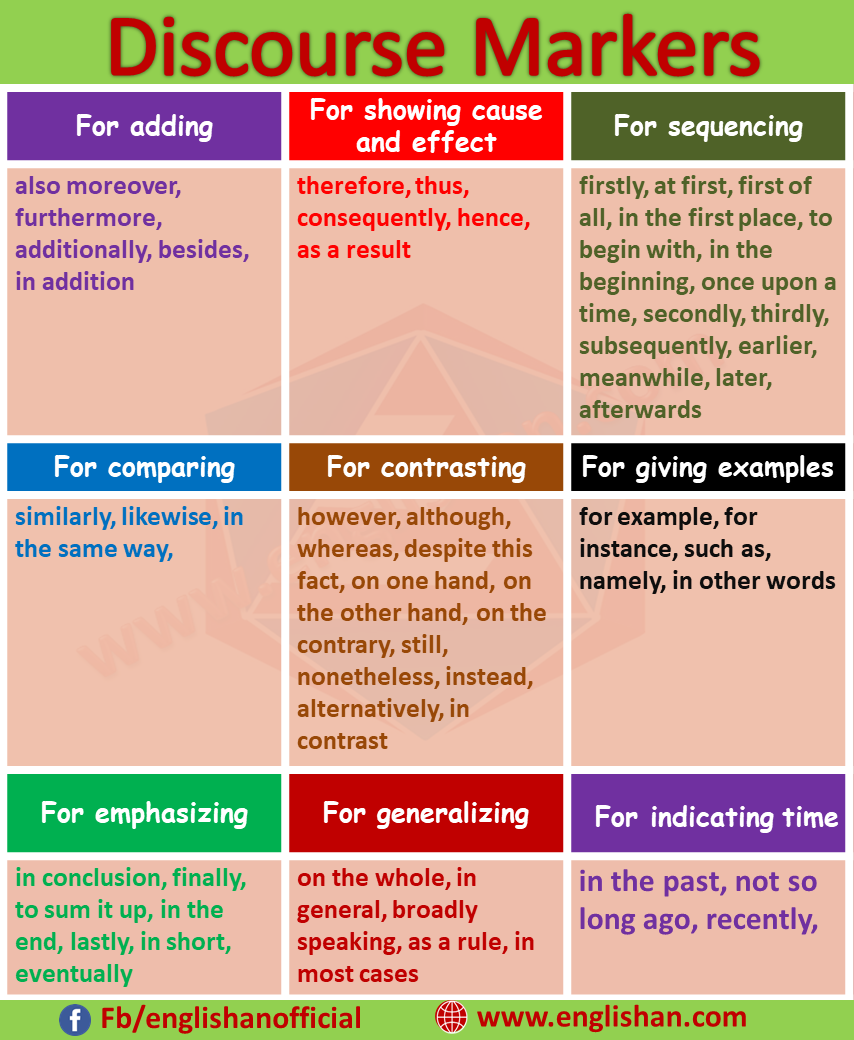 Discourse Markers
For adding
also moreover,
furthermore,
additionally, besides,
in addition
For showing cause
and effect
therefore, thus,
consequently, hence,
as a result
For sequencing
firstly, at first, first of
all, in the first place, to
begin with, in the
beginning, once upon a
time, secondly, thirdly,
subsequently, earlier,
meanwhile, later,
afterwards
For comparing
similarly, likewise, in
the same way,
For contrasting
however, although,
whereas, despite this
fact, on one hand, on
the other hand, on the
contrary, still,
nonetheless, instead,
alternatively, in
contrast
For giving examples
for example, for
instance, such as,
namely, in other words
For emphasizing
in conclusion, finally,
to sum it up, in the
end, lastly, in short,
eventually
For generalizing
on the whole, in
general, broadly
speaking, as a rule, in
most cases
For indicating time
in the past, not so
long ago, recently,
Fb/englishanofficial
www.englishan.com